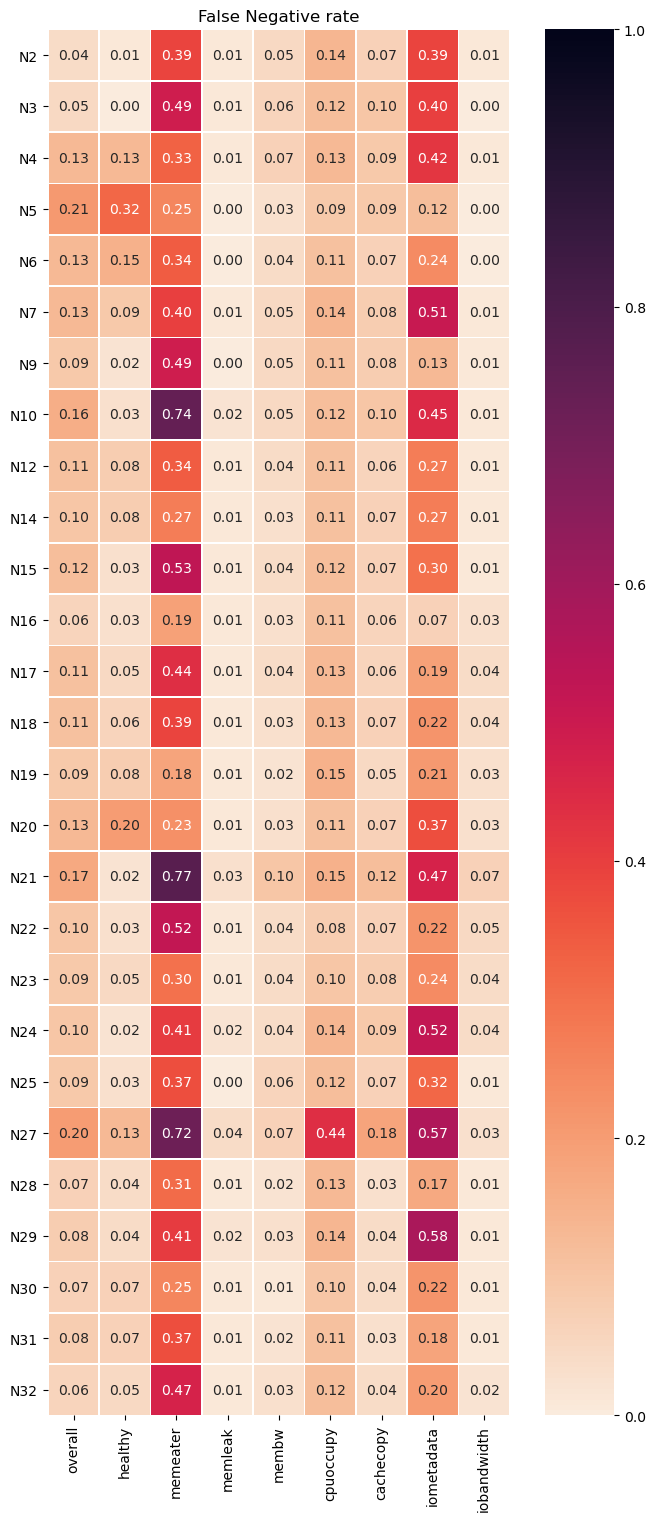 False Negative rate
N2 0.04 0.01 0.39 0.01 0.05 0.14 0.07 0.39 0.01
N3 0.05 0.00 0.49 0.01 0.06 0.12 0.10 0.40 0.00
N4 0.13 0.13 0.33 0.01 0.07 0.13 0.09 0.42 0.01
N5 0.21 0.32 0.25 0.00 0.03 0.09 0.09 0.12 0.00
N6 0.13 0.15 0.34 0.00 0.04 0.11 0.07 0.24 0.00
N7 0.13 0.09 0.40 0.01 0.05 0.14 0.08 0.51 0.01
N9 0.09 0.02 0.49 0.00 0.05 0.11 0.08 0.13 0.01
N10 0.16 0.03 0.74 0.02 0.05 0.12 0.10 0.45 0.01
N12 0.11 0.08 0.34 0.01 0.04 0.11 0.06 0.27 0.01
N14 0.10 0.08 0.27 0.01 0.03 0.11 0.07 0.27 0.01
N15 0.12 0.03 0.53 0.01 0.04 0.12 0.07 0.30 0.01
N16 0.06 0.03 0.19 0.01 0.03 0.11 0.06 0.07 0.03
N17 0.11 0.05 0.44 0.01 0.04 0.13 0.06 0.19 0.04
N18 0.11 0.06 0.39 0.01 0.03 0.13 0.07 0.22 0.04
N19 0.09 0.08 0.18 0.01 0.02 0.15 0.05 0.21 0.03
N20 0.13 0.20 0.23 0.01 0.03 0.11 0.07 0.37 0.03
N21 0.17 0.02 0.77 0.03 0.10 0.15 0.12 0.47 0.07
N22 0.10 0.03 0.52 0.01 0.04 0.08 0.07 0.22 0.05
N23 0.09 0.05 0.30 0.01 0.04 0.10 0.08 0.24 0.04
N24 0.10 0.02 0.41 0.02 0.04 0.14 0.09 0.52 0.04
N25 0.09 0.03 0.37 0.00 0.06 0.12 0.07 0.32 0.01
N27 0.20 0.13 0.72 0.04 0.07 0.44 0.18 0.57 0.03
N28 0.07 0.04 0.31 0.01 0.02 0.13 0.03 0.17 0.01
N29 0.08 0.04 0.41 0.02 0.03 0.14 0.04 0.58 0.01
N30 0.07 0.07 0.25 0.01 0.01 0.10 0.04 0.22 0.01
N31 0.08 0.07 0.37 0.01 0.02 0.11 0.03 0.18 0.01
N32 0.06 0.05 0.47 0.01 0.03 0.12 0.04 0.20 0.02
overall healthy memeater memleak membw cpuoccupy cachecopy iometadata iobandwidth
1.0
0.8
0.6
0.4
0.2
0.0